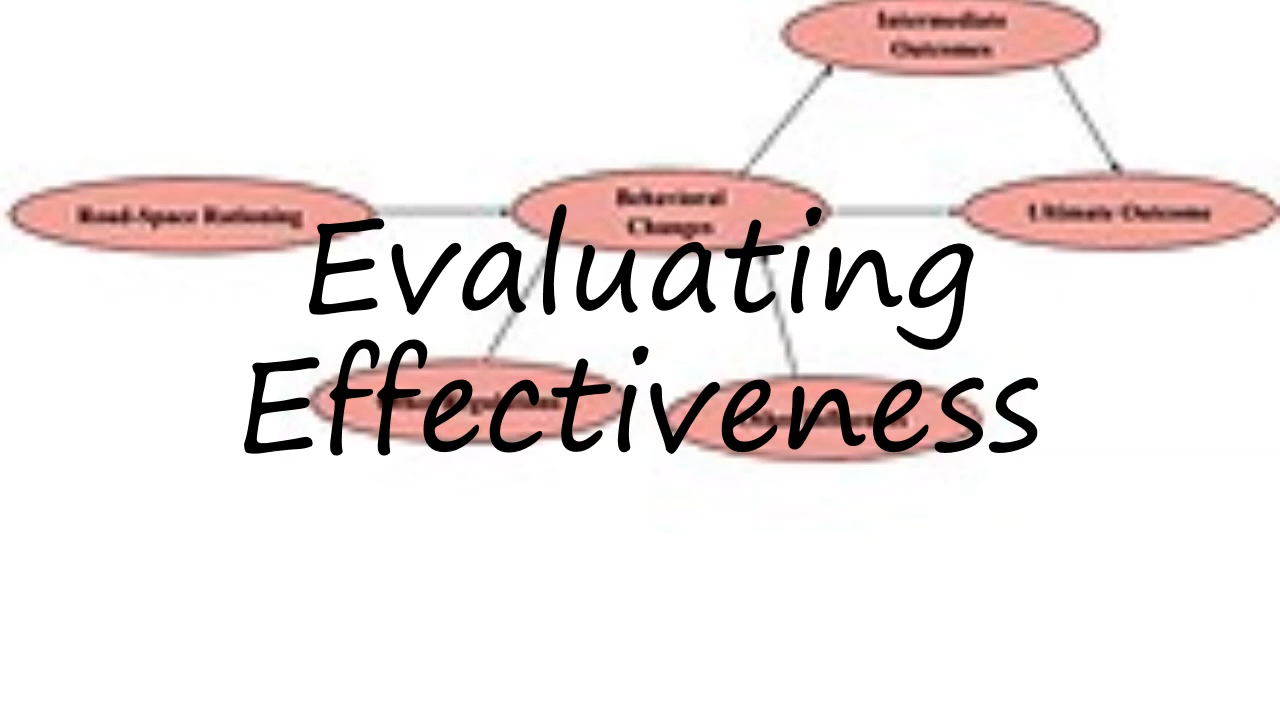 Intermediate
Outcomes
Road-Space Rationing
Behavioral
Changes
Ultimate Outcome
Evaluating
Effectiveness